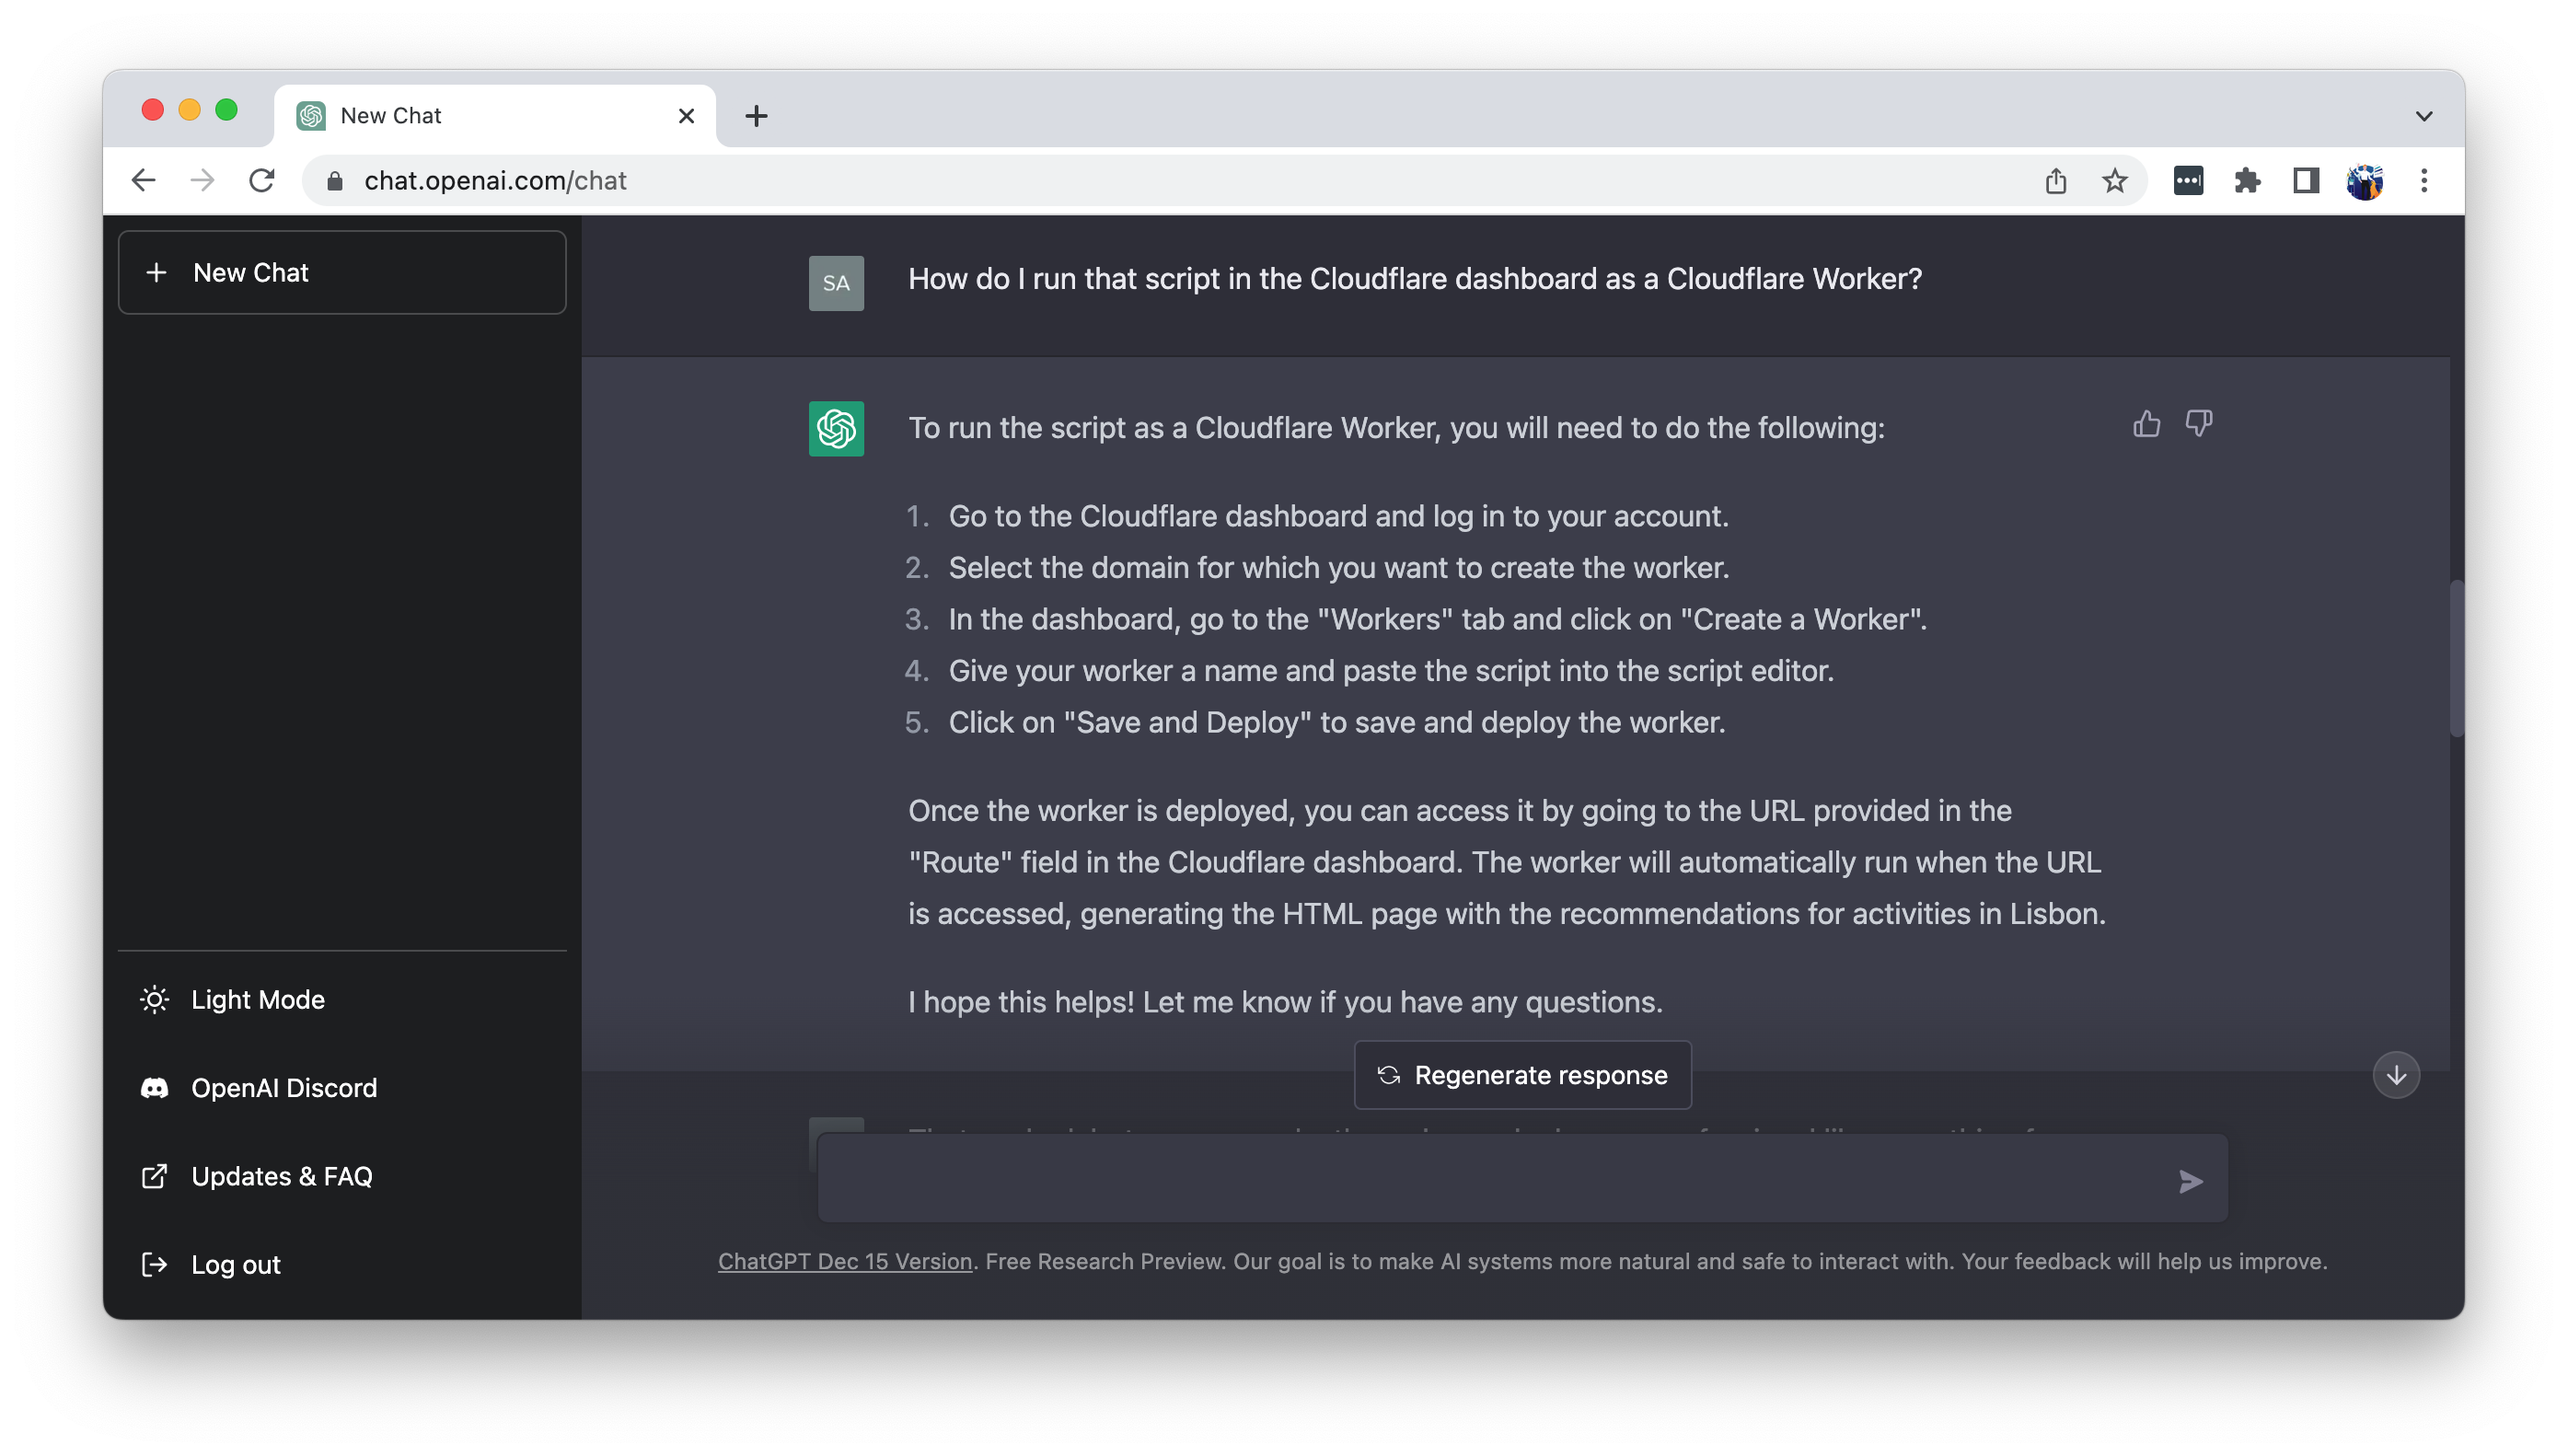 New Chat
chat.openai.com/chat
New Chat
SA
How do I run that script in the Cloudflare dashboard as a Cloudflare Worker?
To run the script as a Cloudflare Worker, you will need to do the following:
1. Go to the Cloudflare dashboard and log in to your account.
2. Select the domain for which you want to create the worker.
3. In the dashboard, go to the "Workers" tab and click on "Create a Worker".
4. Give your worker a name and paste the script into the script editor.
5. Click on "Save and Deploy" to save and deploy the worker.
Once the worker is deployed, you can access it by going to the URL provided in the
"Route" field in the Cloudflare dashboard. The worker will automatically run when the URL
is accessed, generating the HTML page with the recommendations for activities in Lisbon.
I hope this helps! Let me know if you have any questions.
Regenerate response
Light Mode
OpenAI Discord
Updates & FAQ
Log out
ChatGPT Dec 15 Version. Free Research Preview. Our goal is to make AI systems more natural and safe to interact with. Your feedback will help us improve.